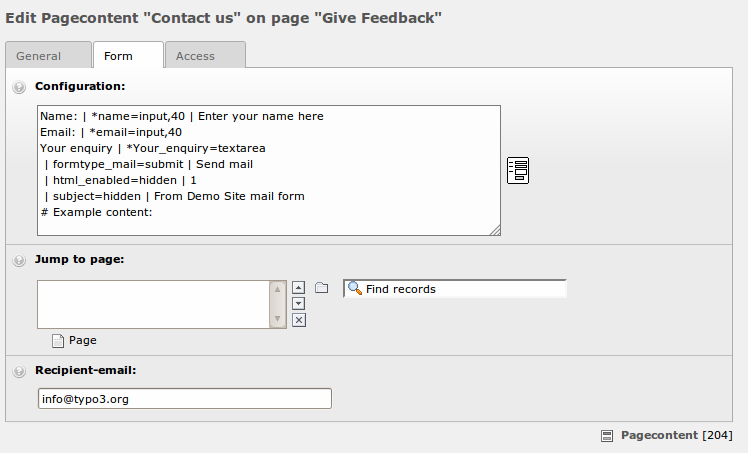 Edit Pagecontent "Contact us" on page "Give Feedback"
General Form Access
Configuration:
Name: | *name=input,40 | Enter your name here
Email: | *email=input,40
Your enquiry | *Your_enquiry=textarea
| formtype_mail=submit | Send mail
| html_enabled=hidden | 1
| subject=hidden | From Demo Site mail form
# Example content:
Jump to page:
Find records
Page
Recipient-email:
info@typo3.org
Pagecontent [204]